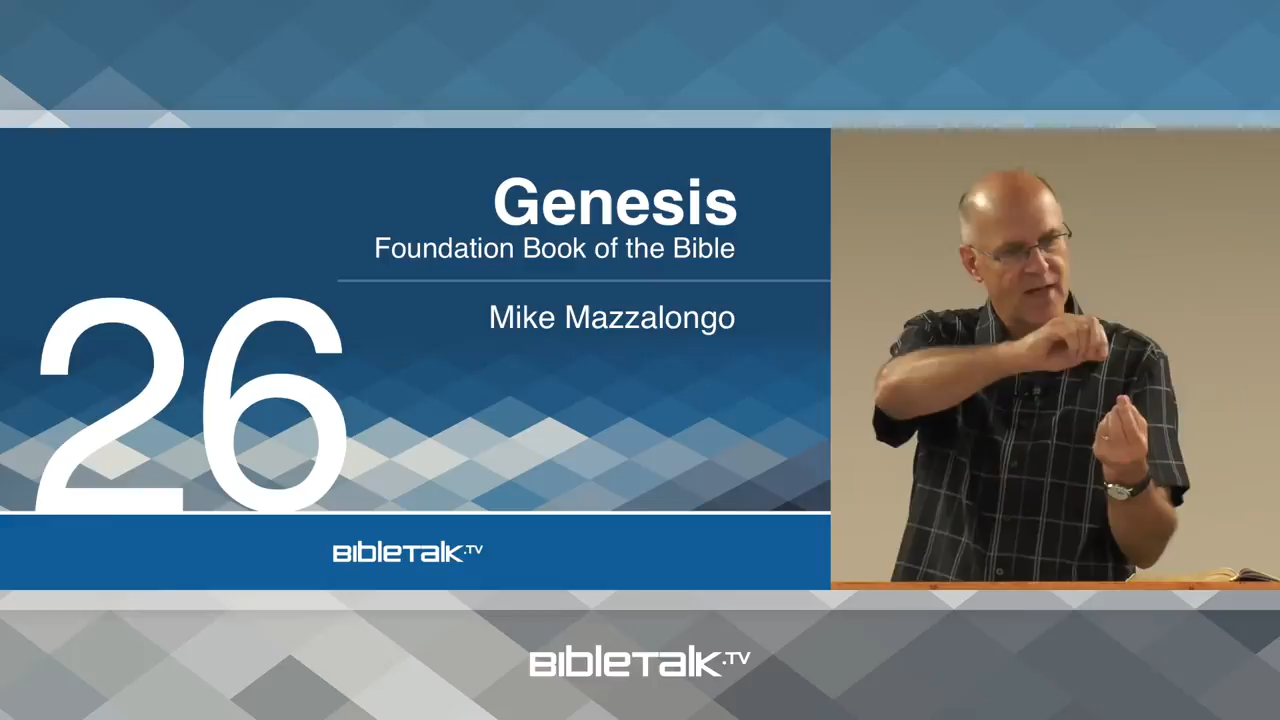 Genesis
Foundation Book of the Bible
Mike Mazzalongo
26
BIBLETALK.TV
BIBLETALK.TV